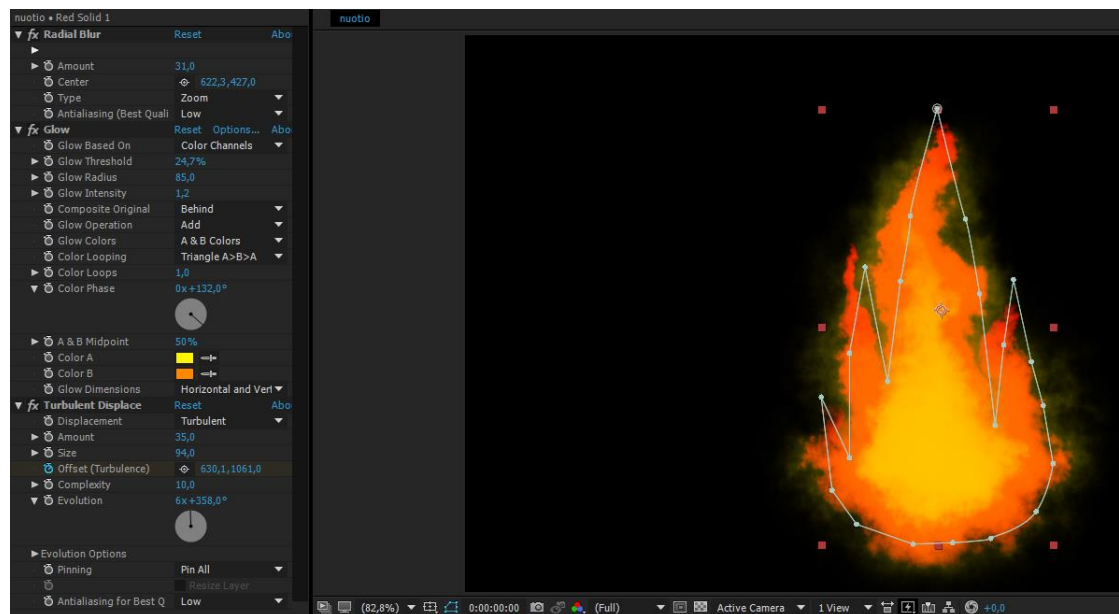 nuotio • Red Solid 1
nuotio
fx Radial Blur Reset Abo
Amount 31,0
Center 622,3,427,0
Type Zoom
Antialiasing (Best Quali Low
fx Glow Reset Options... Abo
Glow Based On Color Channels
Glow Threshold 24,7%
Glow Radius 85,0
Glow Intensity 1,2
Composite Original Behind
Glow Operation Add
Glow Colors A & B Colors
Color Looping Triangle A>B>A
Color Loops 1,0
Color Phase 0x+132,0°
A & B Midpoint 50%
Color A
Color B
Glow Dimensions Horizontal and Vert
fx Turbulent Displace Reset Abo
Displacement Turbulent
Amount 35,0
Size 94,0
Offset (Turbulence) 630,1,1061,0
Complexity 10,0
Evolution 6x+358,0°
Evolution Options
Pinning Pin All
Resize Layer
Antialiasing for Best Q Low
(82,8%) 0:00:00:00 (Full) Active Camera 1 View +0,0